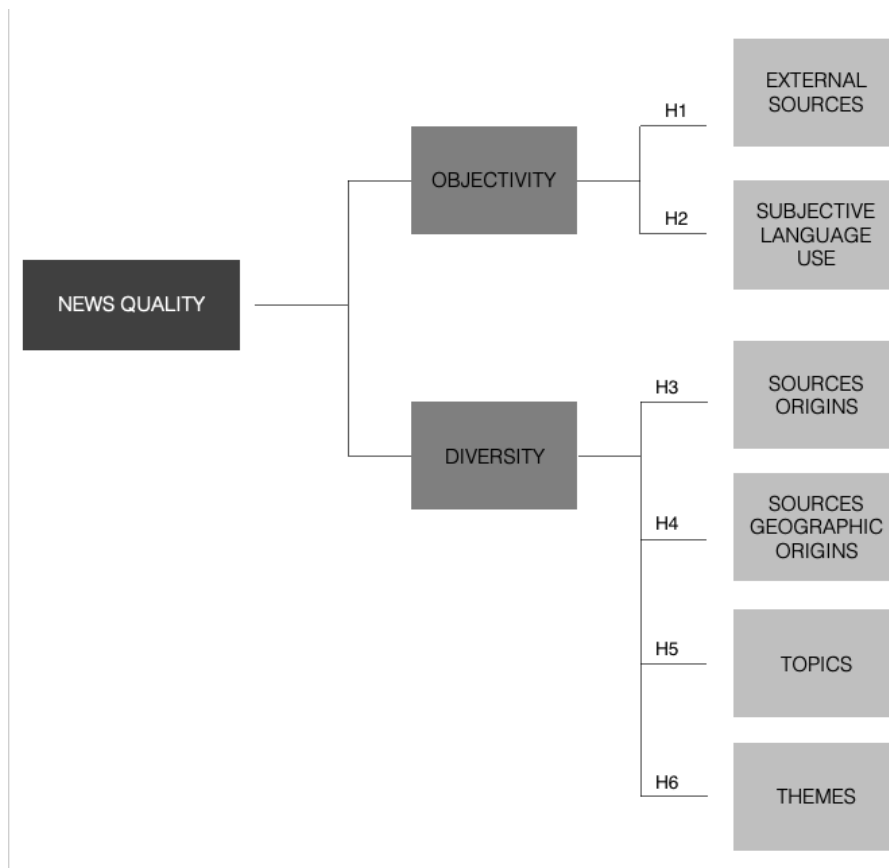 NEWS QUALITY
OBJECTIVITY
H1
EXTERNAL
SOURCES
H2
SUBJECTIVE
LANGUAGE
USE
DIVERSITY
H3
SOURCES
ORIGINS
H4
SOURCES
GEOGRAPHIC
ORIGINS
H5
TOPICS
H6
THEMES